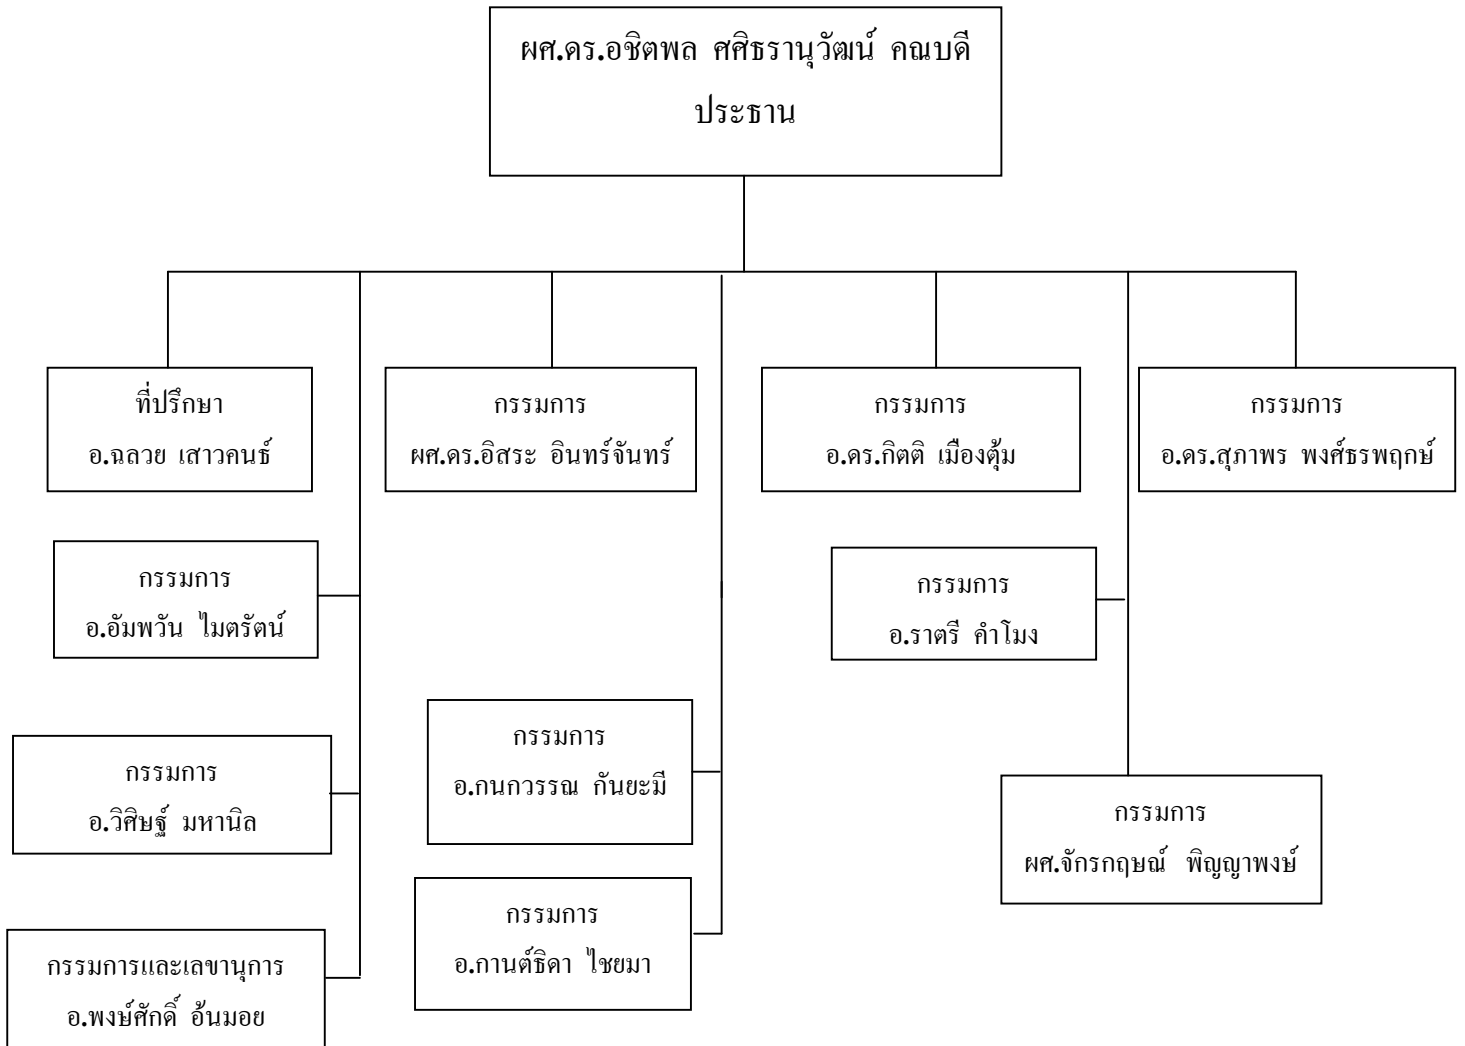 ผศ.ดร.อชิตพล ศศิธรานุวัฒน์ คณบดี
ประธาน
ที่ปรึกษา
อ.ฉลวย เสาวคนธ์
กรรมการ
ผศ.ดร.อิสระ อินทร์จันทร์
กรรมการ
อ.ดร.กิตติ เมืองตุ้ม
กรรมการ
อ.ดร.สุภาพร พงศ์ธรพฤกษ์
กรรมการ
อ.อัมพวัน ไมตรัตน์
กรรมการ
อ.ราตรี คำโมง
กรรมการ
อ.วิศิษฐ์ มหานิล
กรรมการ
อ.กนกวรรณ กันยะมี
กรรมการ
ผศ.จักรกฤษณ์ พิญญาพงษ์
กรรมการและเลขานุการ
อ.พงษ์ศักดิ์ อ้นมอย
กรรมการ
อ.กานต์ธิดา ไชยมา